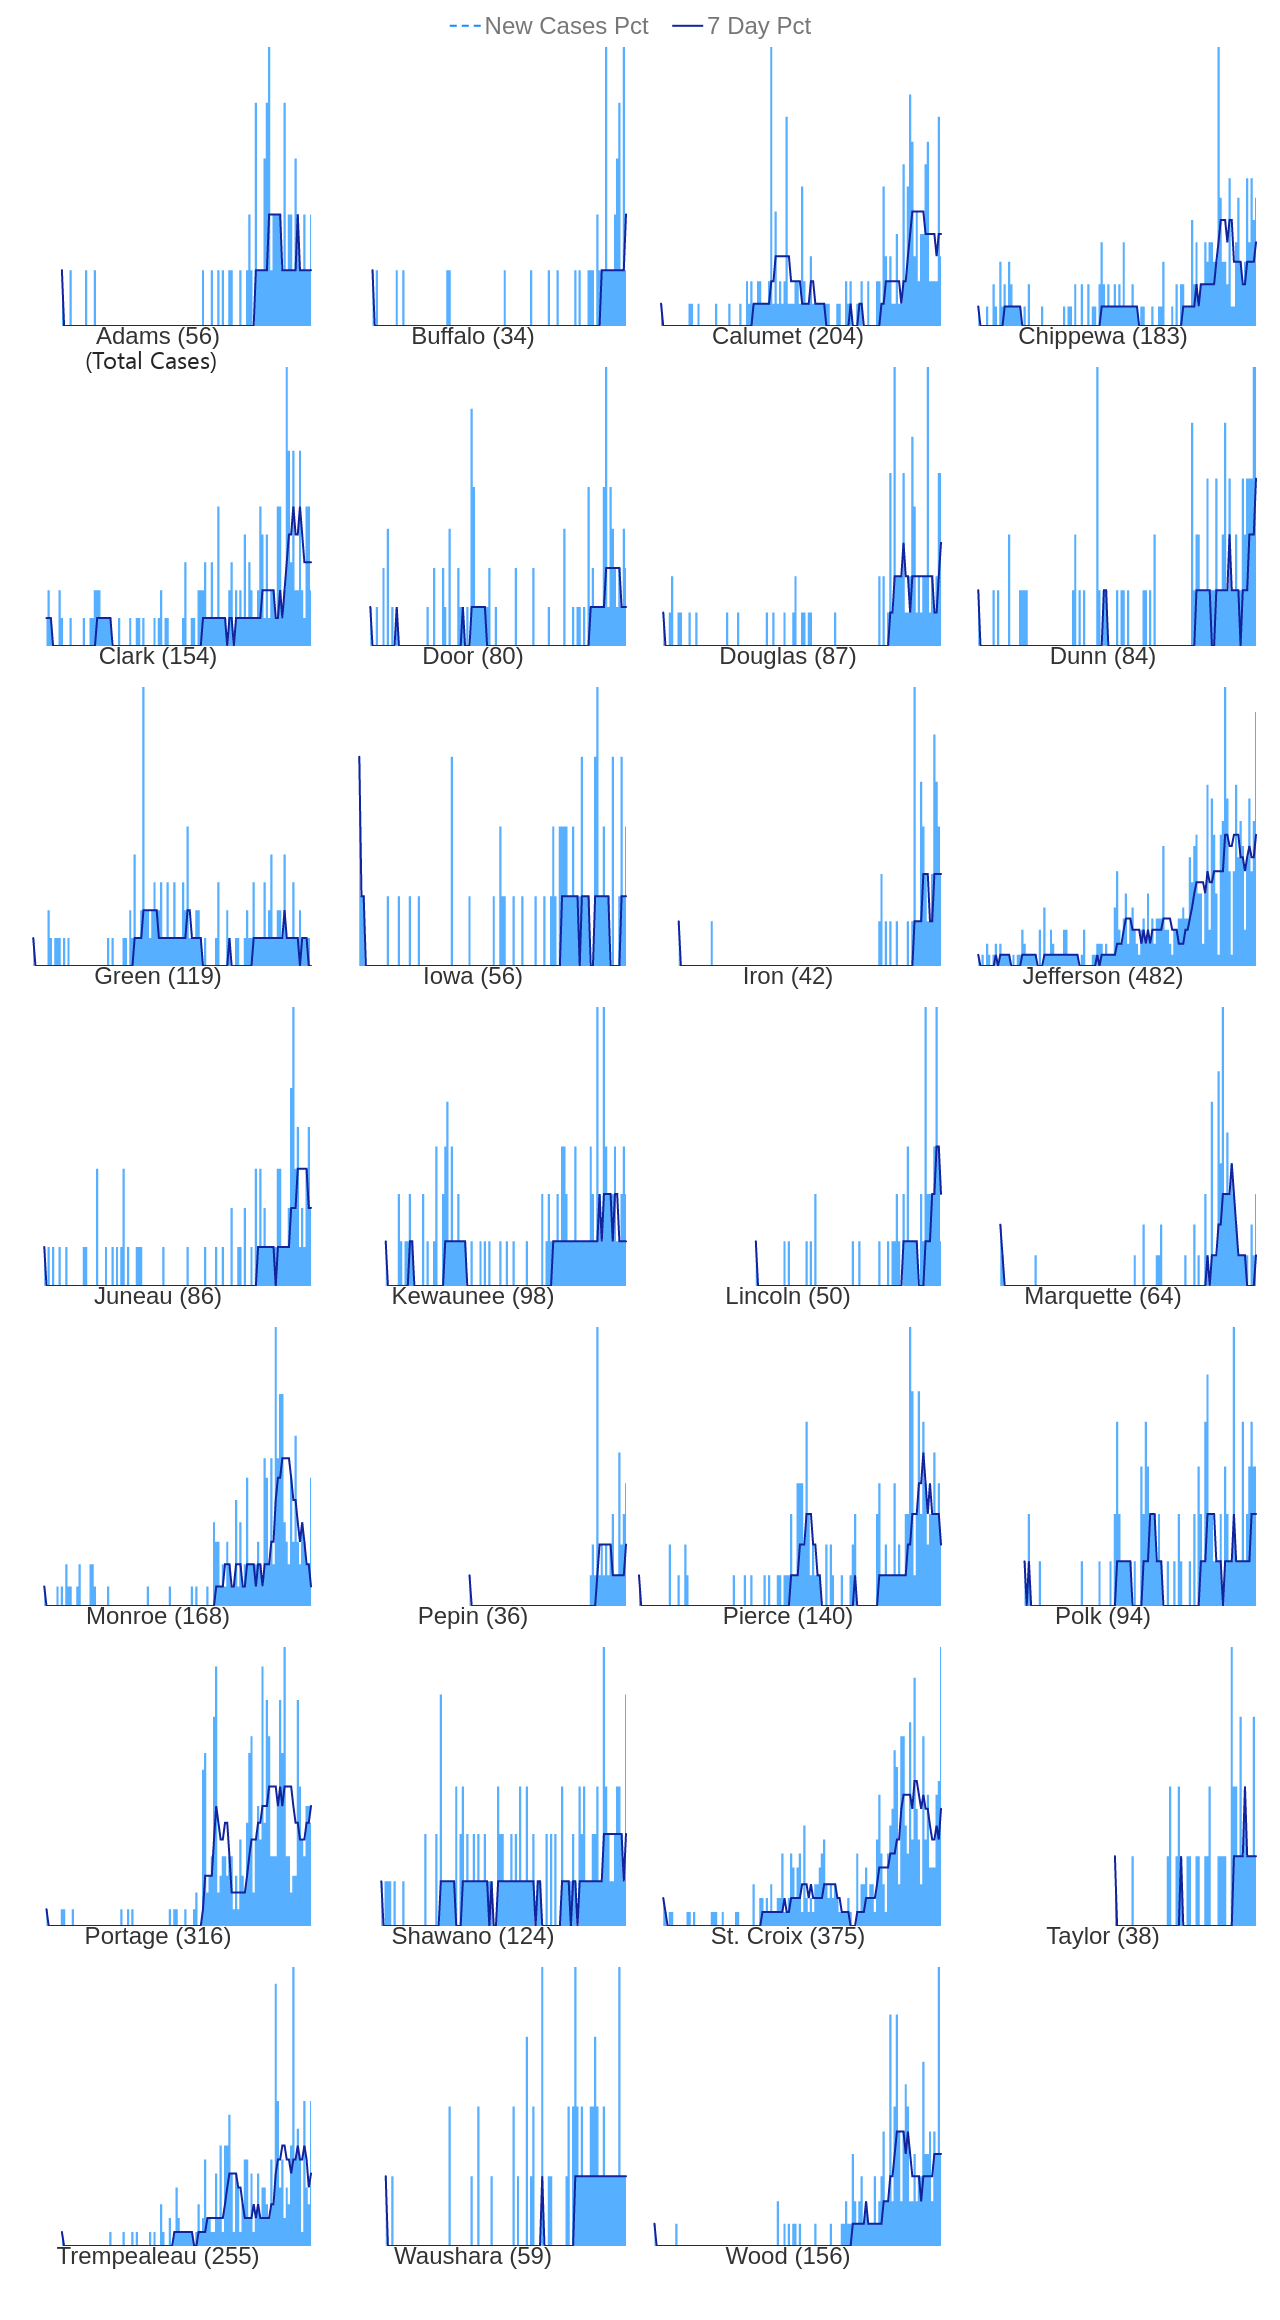 New Cases Pct 7 Day Pct
Adams (56) Buffalo (34) Calumet (204) Chippewa (183)
(Total Cases)
Clark (154) Door (80) Douglas (87) Dunn (84)
Green (119) Iowa (56) Iron (42) Jefferson (482)
Juneau (86) Kewaunee (98) Lincoln (50) Marquette (64)
Monroe (168) Pepin (36) Pierce (140) Polk (94)
Portage (316) Shawano (124) St. Croix (375) Taylor (38)
Trempealeau (255) Waushara (59) Wood (156)